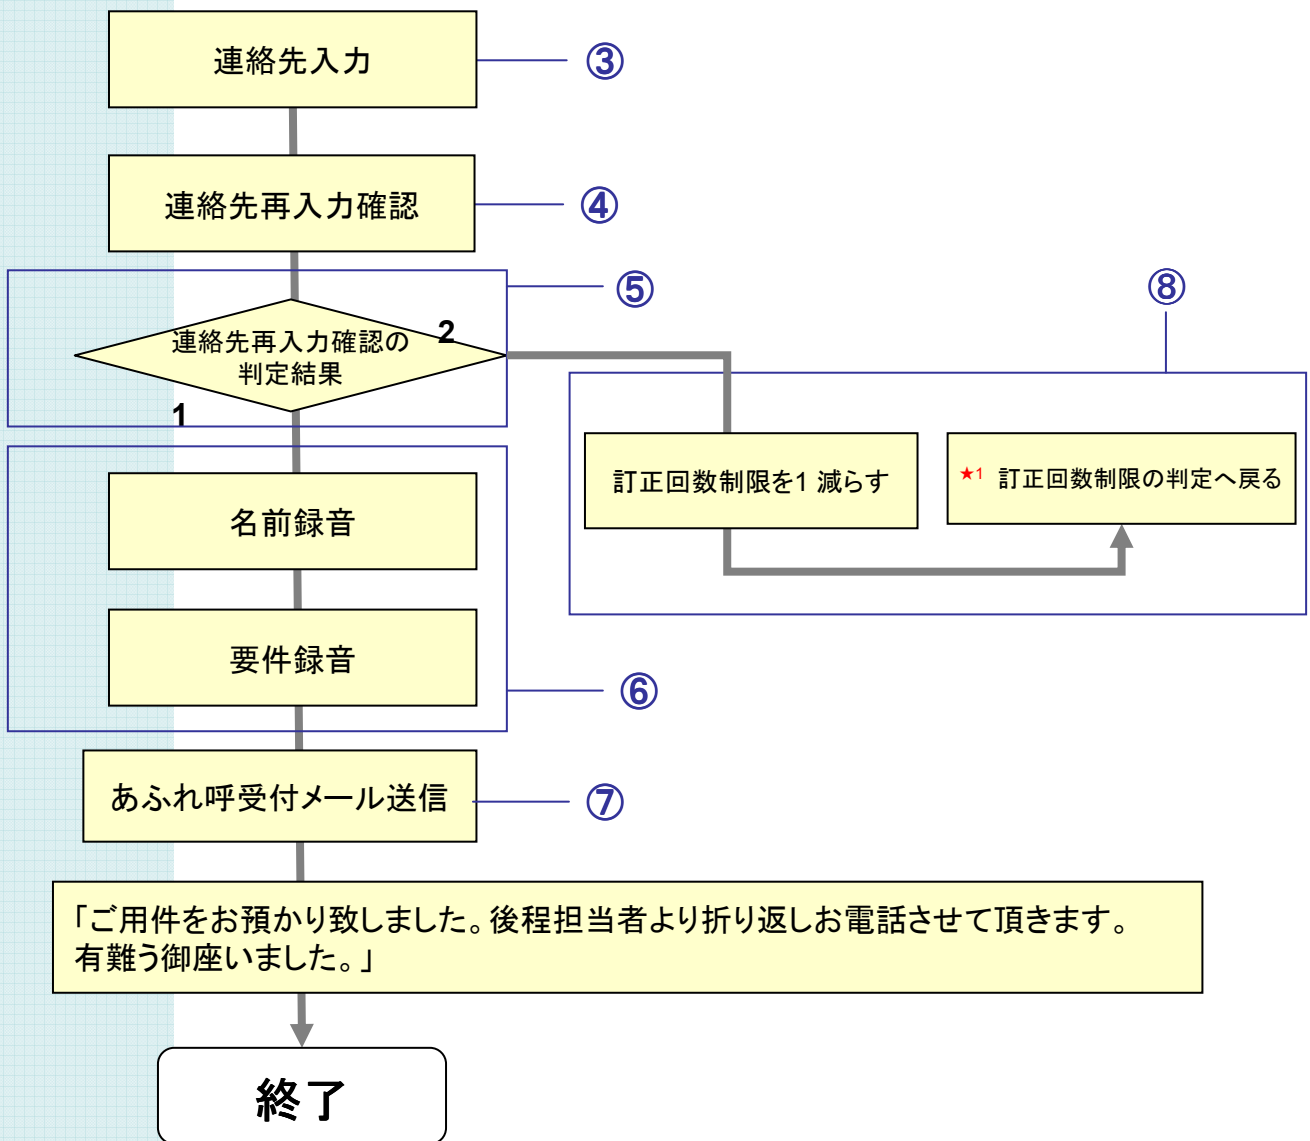 連絡先入力
③
連絡先再入力確認
④
⑤
⑧
連絡先再入力確認の
判定結果
2
1
訂正回数制限を1 減らす
★1 訂正回数制限の判定へ戻る
名前録音
要件録音
⑥
あふれ呼受付メール送信
⑦
「ご用件をお預かり致しました。後程担当者より折り返しお電話させて頂きます。
有難う御座いました。」
終了